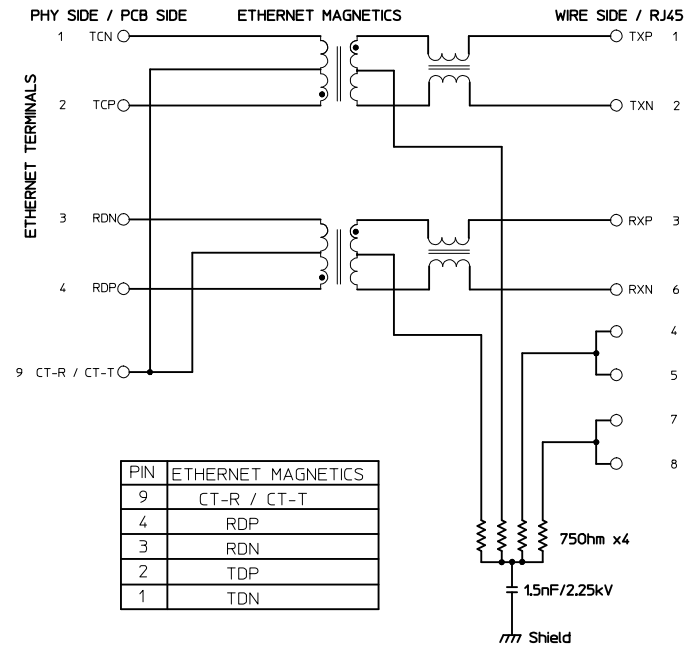 PHY SIDE / PCB SIDE ETHERNET MAGNETICS WIRE SIDE / RJ45
1 TCN TXP 1
2 TCP TXN 2
ETHERNET TERMINALS
3 RDN RXP 3
4 RDP RXN 6
4
9 CT-R / CT-T 5
7
8
PIN ETHERNET MAGNETICS
9 CT-R / CT-T
4 RDP
3 RDN
2 TDP
1 TDN
75Ohm x4
1.5nF/2.25kV
Shield